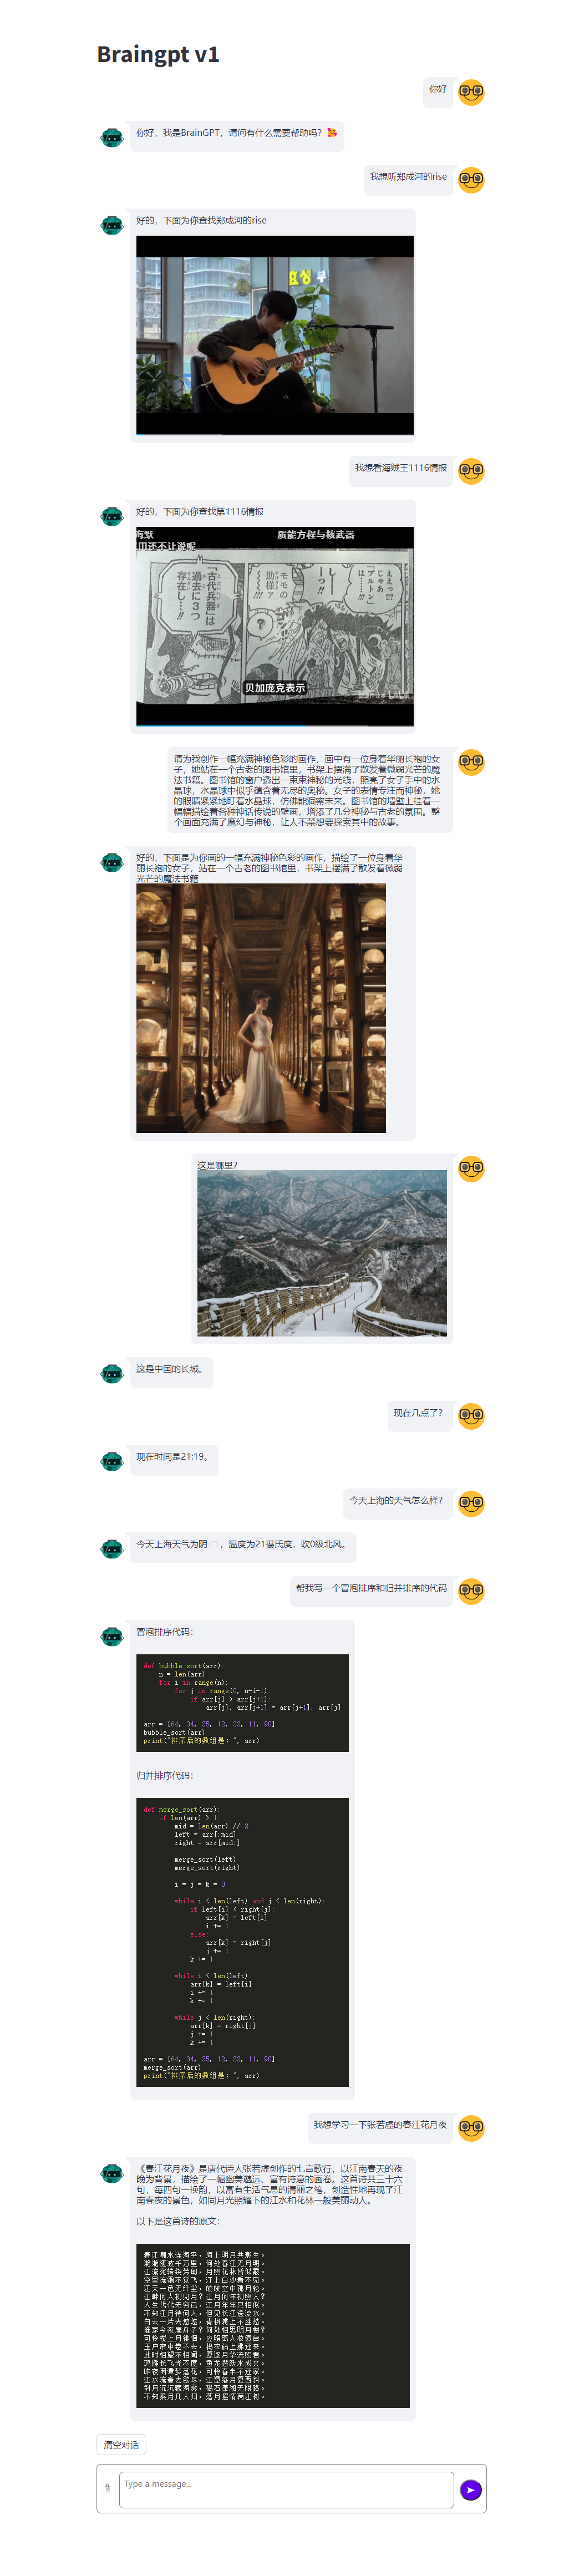 Braingpt v1
你好
你好，我是BrainGPT，请问有什么需要帮助吗？🥰
我想听郑成河的rise
好的，下面为你查找郑成河的rise
효성
我想看海贼王1116情报
好的，下面为你查找第1116情报
质能方程与核武器
田还不让说呢
「古代兵器」は
過去に3つ
存在し…!!
モモの
助様ァ
贝加庞克表示
请为我创作一幅充满神秘色彩的画作，画中有一位身着华丽长袍的女
子，她站在一个古老的图书馆里，书架上摆满了散发着微弱光芒的魔
法书籍。图书馆的窗户透出一束束神秘的光线，照亮了女子手中的水
晶球，水晶球中似乎蕴含着无尽的奥秘。女子的表情专注而神秘，她
的眼睛紧紧地盯着水晶球，仿佛能洞察未来。图书馆的墙壁上挂着一
幅幅描绘着各种神话传说的壁画，增添了几分神秘与古老的氛围。整
个画面充满了魔幻与神秘，让人不禁想要探索其中的故事。
好的，下面是为你画的一幅充满神秘色彩的画作，描绘了一位身着华
丽长袍的女子，站在一个古老的图书馆里，书架上摆满了散发着微弱
光芒的魔法书籍
这是哪里？
这是中国的长城。
现在几点了？
现在时间是21:19。
今天上海的天气怎么样？
今天上海天气为阴☁️，温度为21摄氏度，吹0级北风。
帮我写一个冒泡排序和归并排序的代码
冒泡排序代码：
def bubble_sort(arr):
n = len(arr)
for i in range(n):
for j in range(0, n-i-1):
if arr[j] > arr[j+1]:
arr[j], arr[j+1] = arr[j+1], arr[j]
arr = [64, 34, 25, 12, 22, 11, 90]
bubble_sort(arr)
print("排序后的数组是：", arr)
归并排序代码：
def merge_sort(arr):
if len(arr) > 1:
mid = len(arr) // 2
left = arr[:mid]
right = arr[mid:]
merge_sort(left)
merge_sort(right)
i = j = k = 0
while i < len(left) and j < len(right):
if left[i] < right[j]:
arr[k] = left[i]
i += 1
else:
arr[k] = right[j]
j += 1
k += 1
while i < len(left):
arr[k] = left[i]
i += 1
k += 1
while j < len(right):
arr[k] = right[j]
j += 1
k += 1
arr = [64, 34, 25, 12, 22, 11, 90]
merge_sort(arr)
print("排序后的数组是：", arr)
我想学习一下张若虚的春江花月夜
《春江花月夜》是唐代诗人张若虚创作的七言歌行，以江南春天的夜
晚为背景，描绘了一幅幽美邈远、富有诗意的画卷。这首诗共三十六
句，每四句一换韵，以富有生活气息的清丽之笔，创造性地再现了江
南春夜的景色，如同月光照耀下的江水和花林一般美丽动人。
以下是这首诗的原文：
春江潮水连海平，海上明月共潮生。
滟滟随波千万里，何处春江无月明。
江流宛转绕芳甸，月照花林皆似霰。
空里流霜不觉飞，汀上白沙看不见。
江天一色无纤尘，皎皎空中孤月轮。
江畔何人初见月？江月何年初照人？
人生代代无穷已，江月年年只相似。
不知江月待何人，但见长江送流水。
白云一片去悠悠，青枫浦上不胜愁。
谁家今夜扁舟子？何处相思明月楼？
可怜楼上月徘徊，应照离人妆镜台。
玉户帘中卷不去，捣衣砧上拂还来。
此时相望不相闻，愿逐月华流照君。
鸿雁长飞光不度，鱼龙潜跃水成文。
昨夜闲潭梦落花，可怜春半不还家。
江水流春去欲尽，江潭落月复西斜。
斜月沉沉藏海雾，碣石潇湘无限路。
不知乘月几人归，落月摇情满江树。
清空对话
Type a message...